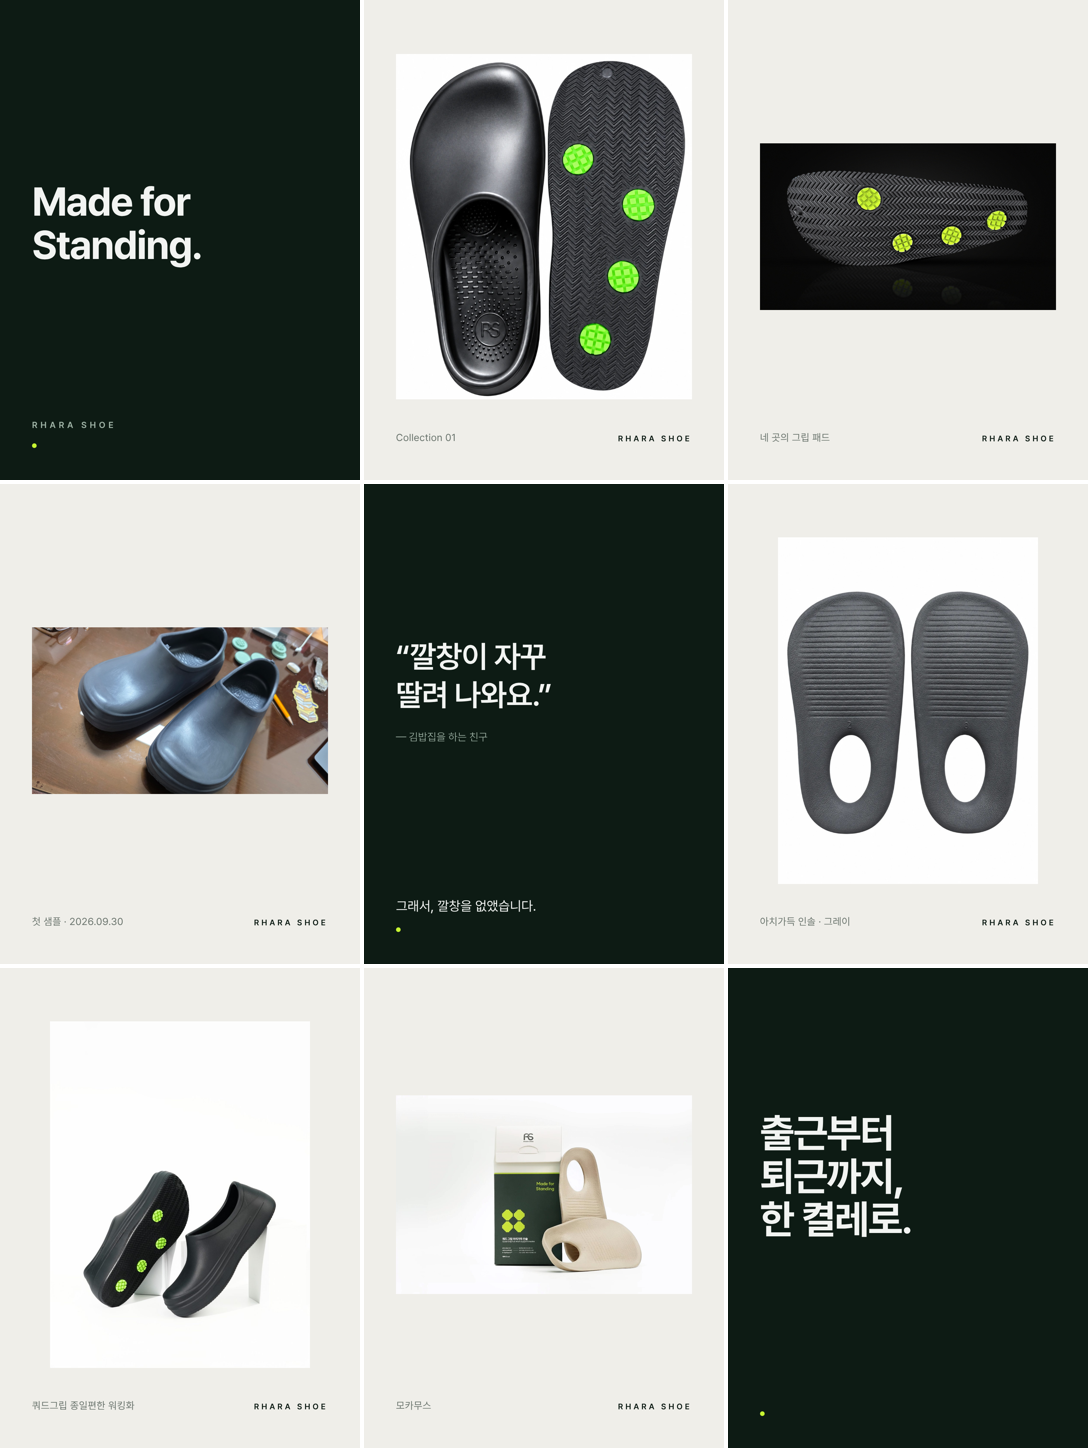 Made for
Standing.
RHARA SHOE
RS
Collection 01
RHARA SHOE
네 곳의 그립 패드
RHARA SHOE
첫 샘플 · 2026.09.30
RHARA SHOE
“깔창이 자꾸
딸려 나와요.”
— 김밥집을 하는 친구
그래서, 깔창을 없앴습니다.
아치가득 인솔 · 그레이
RHARA SHOE
쿼드그립 종일편한 워킹화
RHARA SHOE
RS
Made for
Standing
모카무스
RHARA SHOE
출근부터
퇴근까지,
한 켤레로.